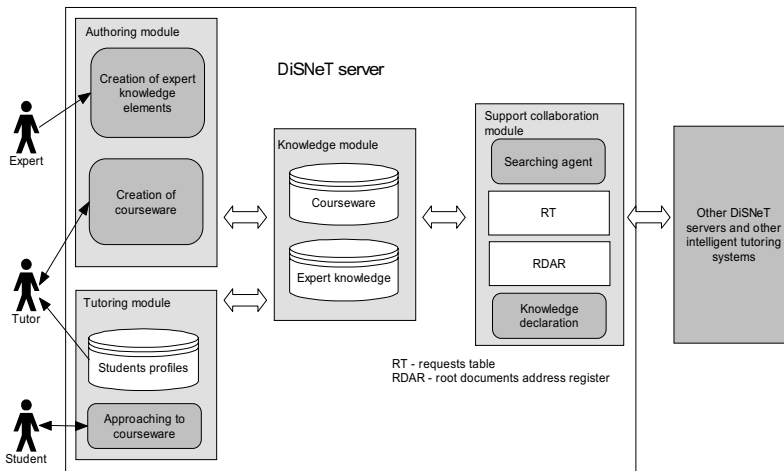 Authoring module
Creation of expert
knowledge
elements
Expert
Creation of
courseware
Tutor
Tutoring module
Students profiles
Approaching to
courseware
Student
DiSNeT server
Knowledge module
Courseware
Expert knowledge
Support collaboration
module
Searching agent
RT
RDAR
Knowledge
declaration
RT - requests table
RDAR - root documents address register
Other DiSNeT
servers and other
intelligent tutoring
systems